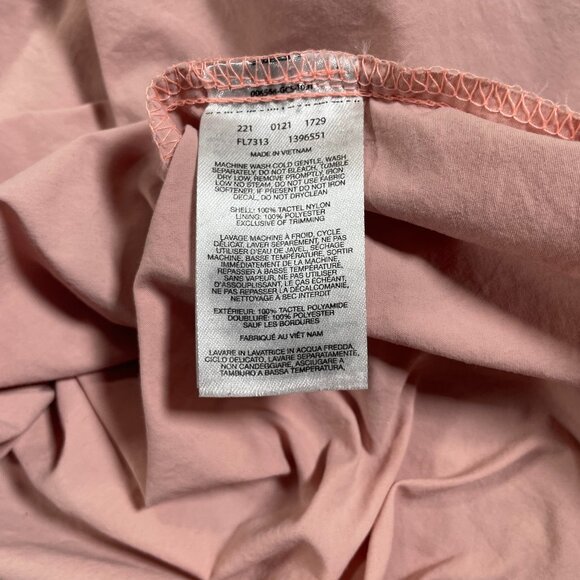 221 0121 1729
FL7313 1396551
MADE IN VIETNAM
MACHINE WASH COLD GENTLE, WASH
SEPARATELY, DO NOT BLEACH, TUMBLE
DRY LOW, REMOVE PROMPTLY, IRON
LOW NO STEAM, DO NOT USE FABRIC
SOFTENER, IF PRESENT DO NOT IRON
DECAL, DO NOT DRYCLEAN
SHELL: 100% TACTEL NYLON
LINING: 100% POLYESTER
EXCLUSIVE OF TRIMMING
LAVAGE MACHINE À FROID, CYCLE
DÉLICAT, LAVER SÉPARÉMENT, NE PAS
UTILISER D'EAU DE JAVEL, SÉCHAGE
MACHINE, BASSE TEMPÉRATURE, SORTIR
IMMÉDIATEMENT DE LA MACHINE,
REPASSER À BASSE TEMPÉRATURE,
SANS VAPEUR, NE PAS UTILISER
D'ASSOUPLISSANT, LE CAS ÉCHÉANT,
NE PAS REPASSER LA DÉCALCOMANIE,
NETTOYAGE À SEC INTERDIT
EXTÉRIEUR: 100% TACTEL POLYAMIDE
DOUBLURE: 100% POLYESTER
SAUF LES BORDURES
FABRIQUÉ AU VIÊT NAM
LAVARE IN LAVATRICE IN ACQUA FREDDA,
CICLO DELICATO, LAVARE SEPARATAMENTE,
NON CANDEGGIARE, ASCIUGARE A
TAMBURO A BASSA TEMPERATURA,